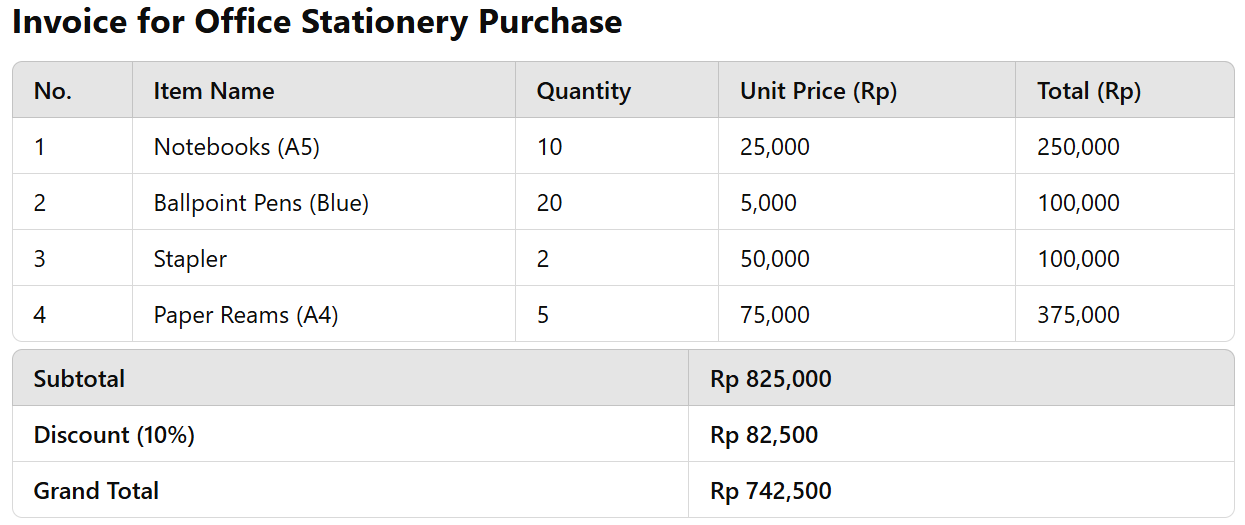 Invoice for Office Stationery Purchase
No. Item Name Quantity Unit Price (Rp) Total (Rp)
1 Notebooks (A5) 10 25,000 250,000
2 Ballpoint Pens (Blue) 20 5,000 100,000
3 Stapler 2 50,000 100,000
4 Paper Reams (A4) 5 75,000 375,000
Subtotal Rp 825,000
Discount (10%) Rp 82,500
Grand Total Rp 742,500